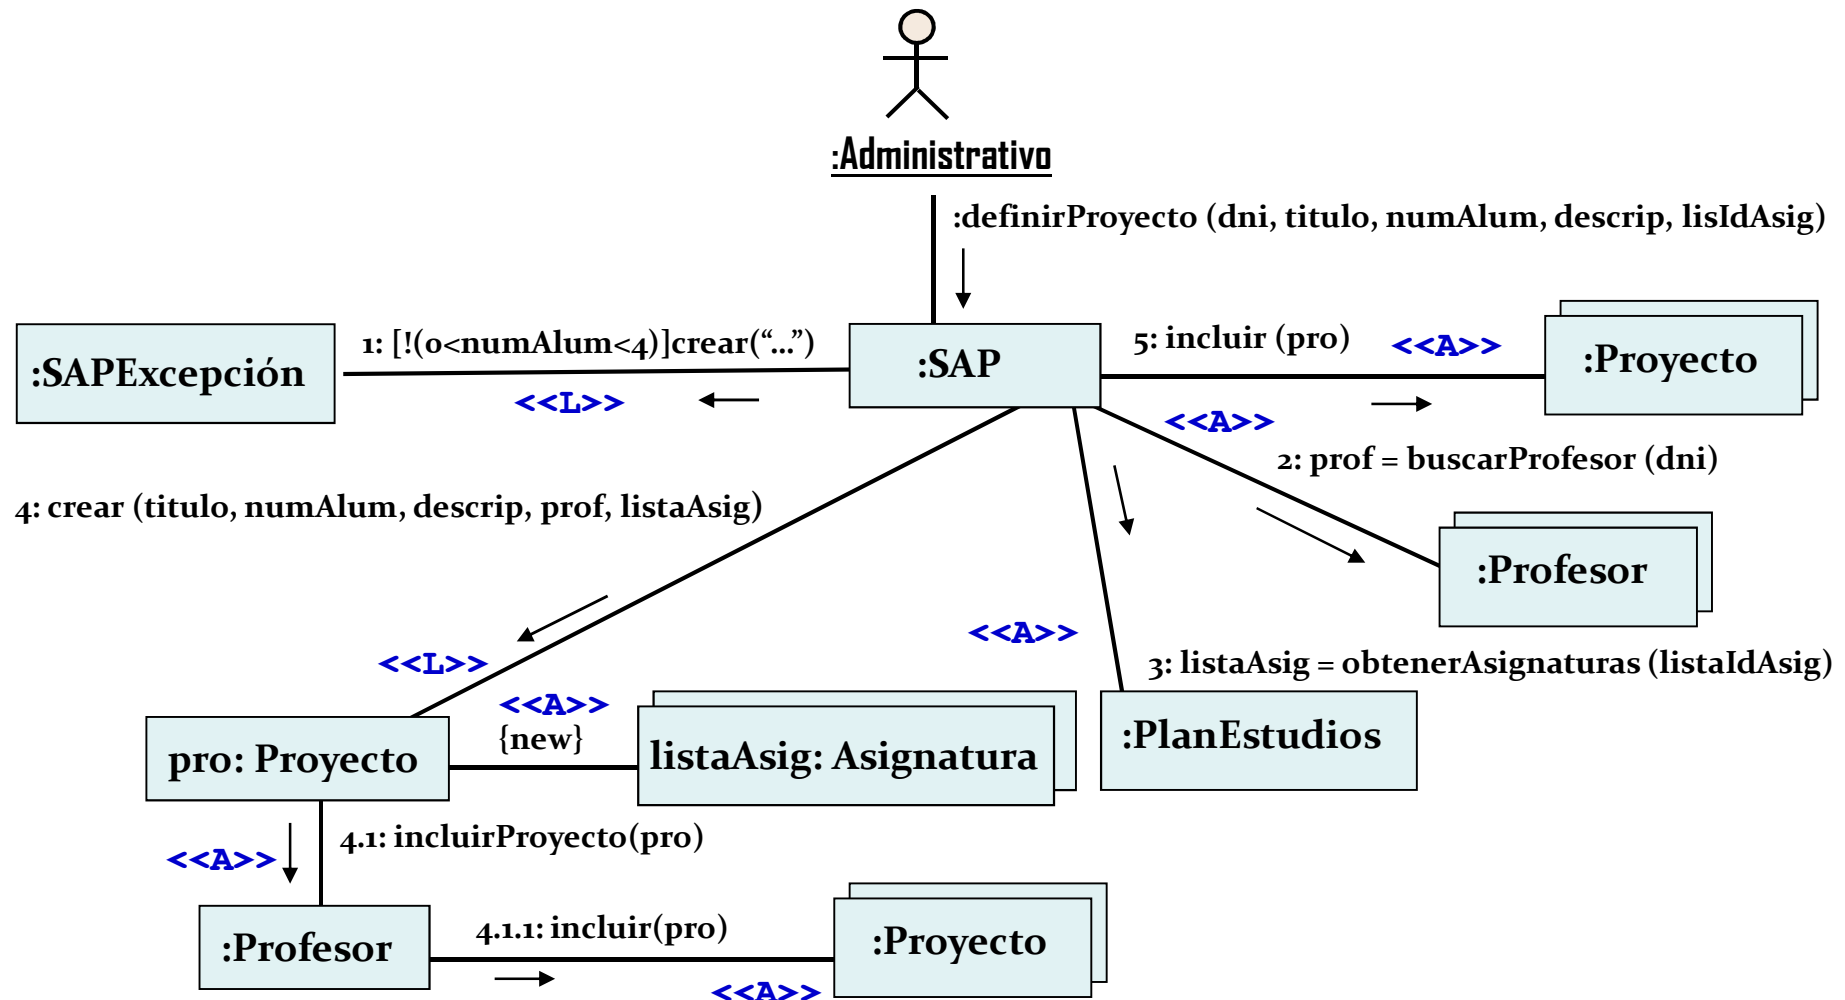 :Administrativo
:definirProyecto (dni, titulo, numAlum, descrip, lisIdAsig)
:SAPExcepción
1: [!(0<numAlum<4)]crear(“...”)
<<L>>
:SAP
5: incluir (pro)
<<A>>
:Proyecto
<<A>>
2: prof = buscarProfesor (dni)
4: crear (titulo, numAlum, descrip, prof, listaAsig)
:Profesor
<<A>>
<<L>>
3: listaAsig = obtenerAsignaturas (listaIdAsig)
<<A>>
{new}
pro: Proyecto
listaAsig: Asignatura
:PlanEstudios
4.1: incluirProyecto(pro)
<<A>>
:Profesor
4.1.1: incluir(pro)
:Proyecto
<<A>>